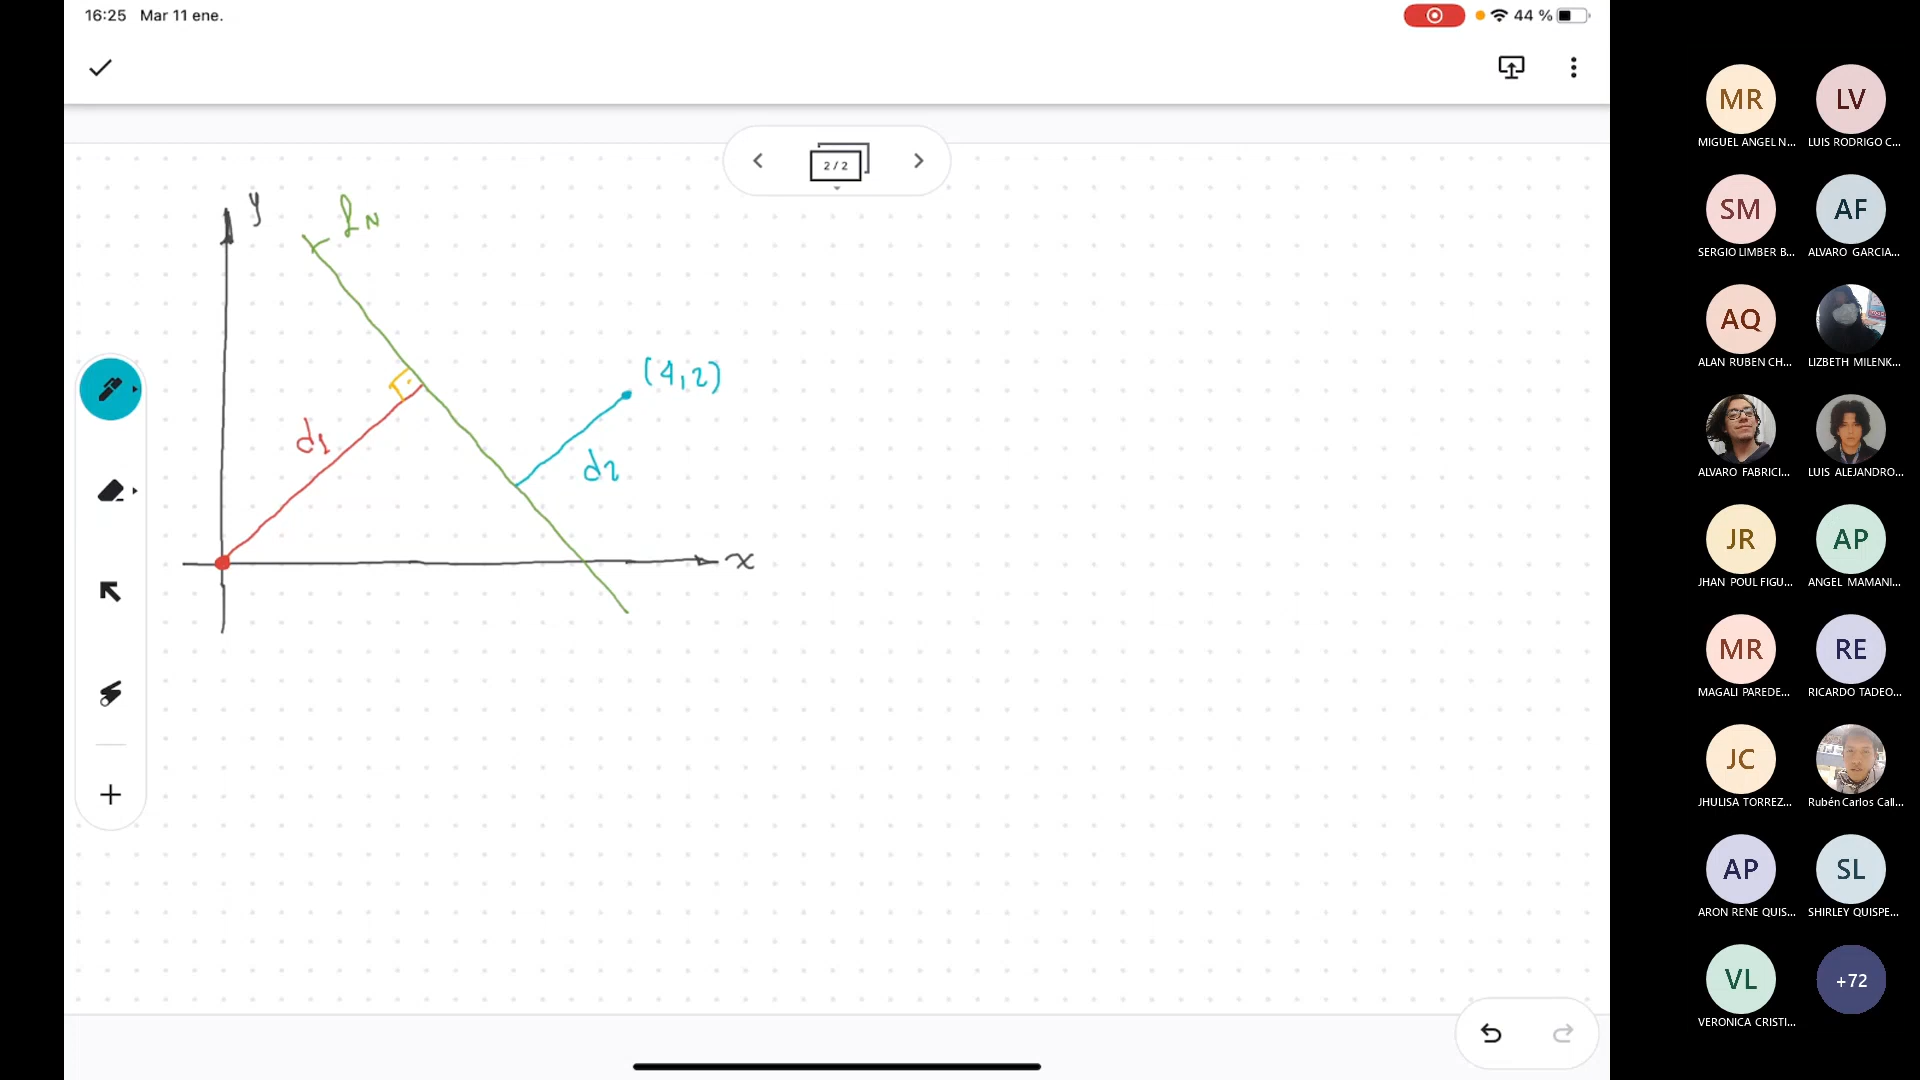 16:25 Mar 11 ene.
44 %
2 / 2
y
ℒN
(4,2)
d1
d2
x
MR
LV
MIGUEL ANGEL N...
LUIS RODRIGO C...
SM
AF
SERGIO LIMBER B...
ALVARO GARCIA...
AQ
ALAN RUBEN CH...
LIZBETH MILENK...
ALVARO FABRICI...
LUIS ALEJANDRO...
JR
AP
JHAN POUL FIGU...
ANGEL MAMANI...
MR
RE
MAGALI PAREDE...
RICARDO TADEO...
JC
JHULISA TORREZ...
Rubén Carlos Call...
AP
SL
ARON RENE QUIS...
SHIRLEY QUISPE...
VL
+72
VERONICA CRISTI...